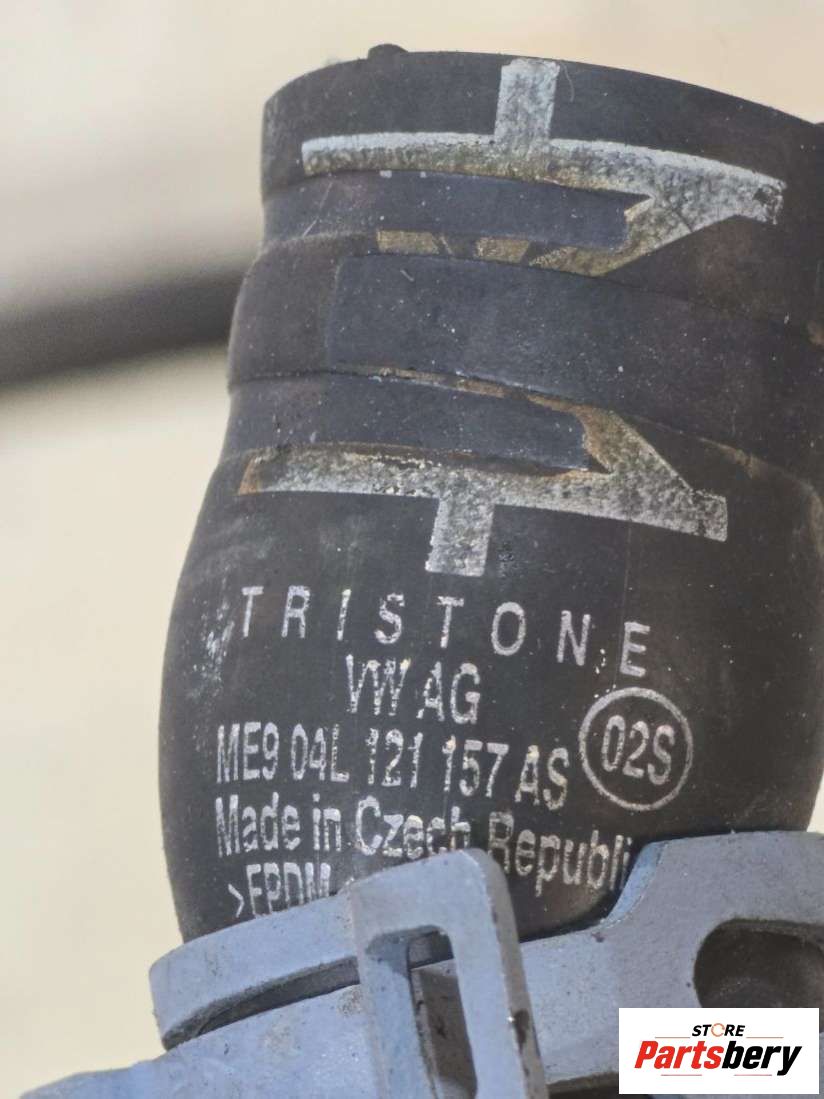 TRISTONE
VW AG
ME9 04L 121 157 AS
02S
Made in Czech Republi
>EPDM
STORE
Partsbery